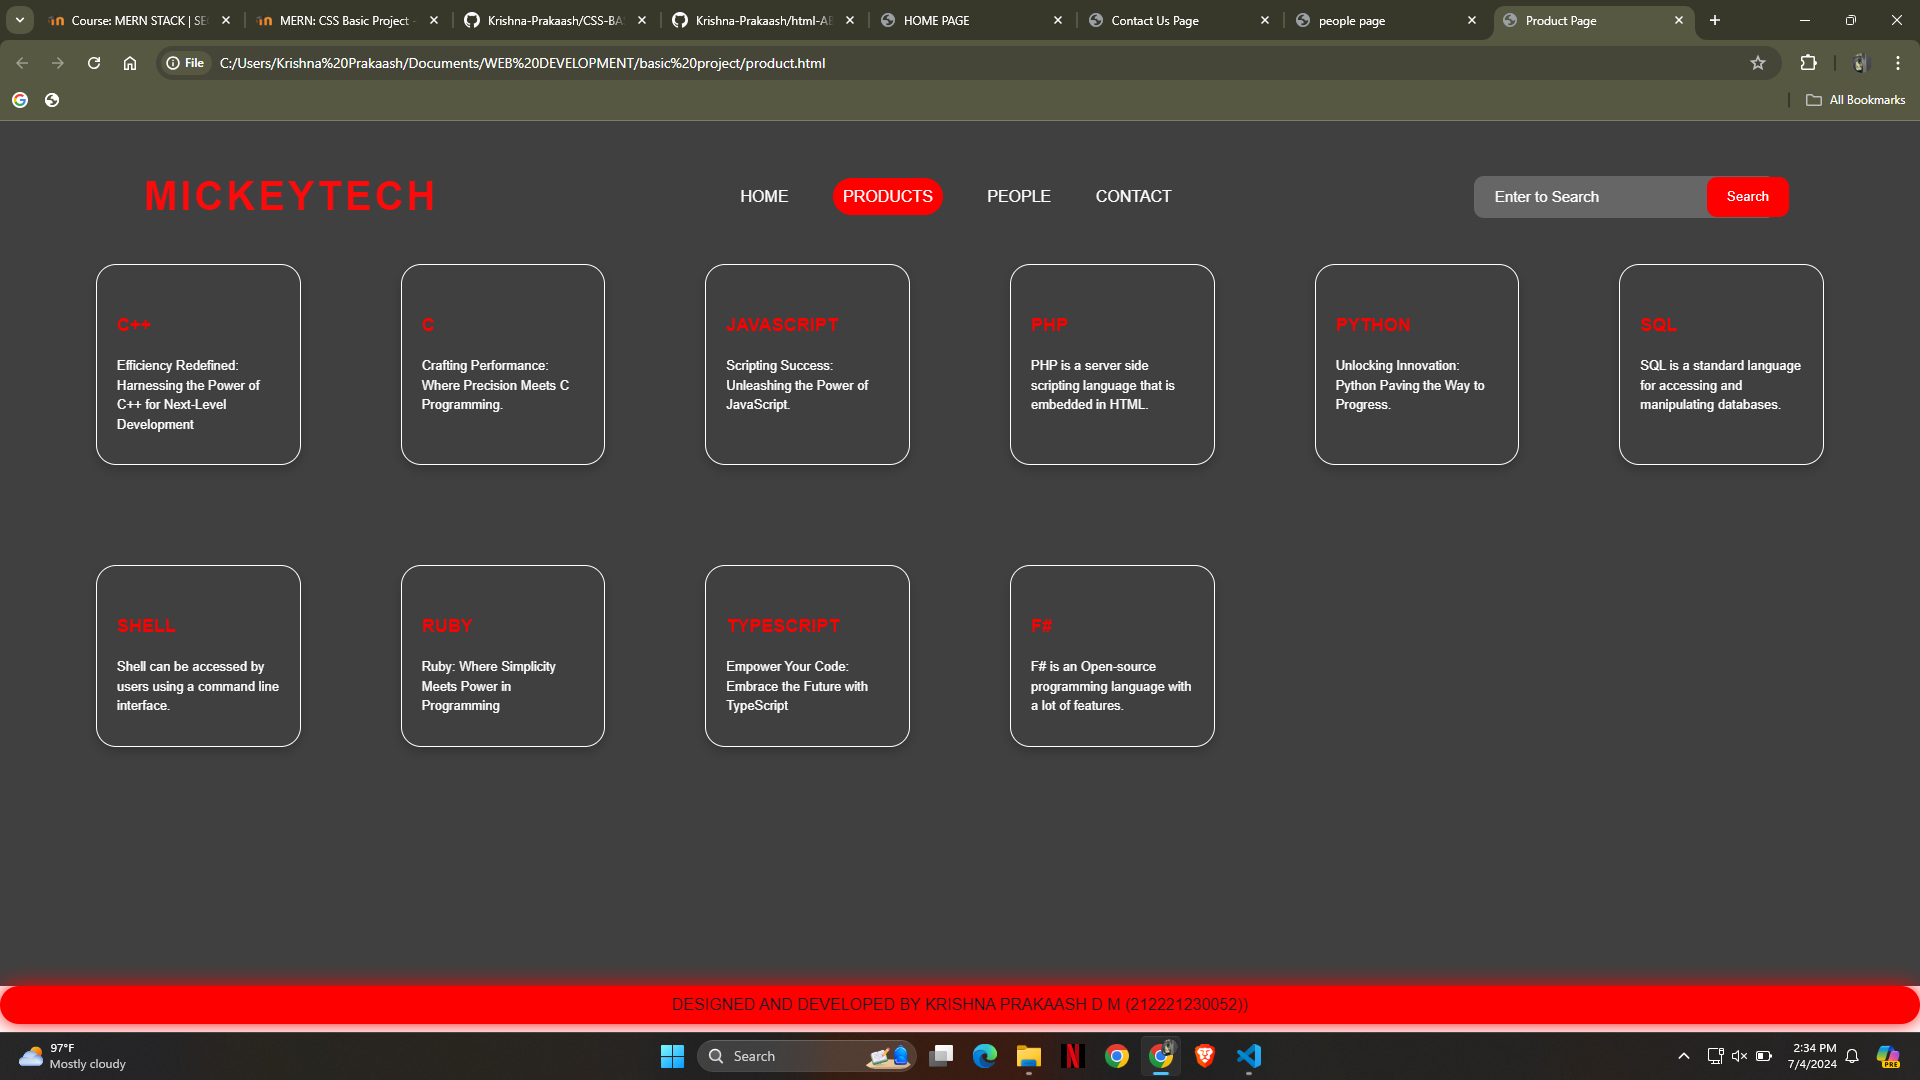 Course: MERN STACK | SE
MERN: CSS Basic Project -
Krishna-Prakaash/CSS-BA
Krishna-Prakaash/html-AB
HOME PAGE
Contact Us Page
people page
Product Page
File
C:/Users/Krishna%20Prakaash/Documents/WEB%20DEVELOPMENT/basic%20project/product.html
All Bookmarks
MICKEYTECH
HOME
PRODUCTS
PEOPLE
CONTACT
Enter to Search
Search
C++
Efficiency Redefined:
Harnessing the Power of
C++ for Next-Level
Development
C
Crafting Performance:
Where Precision Meets C
Programming.
JAVASCRIPT
Scripting Success:
Unleashing the Power of
JavaScript.
PHP
PHP is a server side
scripting language that is
embedded in HTML.
PYTHON
Unlocking Innovation:
Python Paving the Way to
Progress.
SQL
SQL is a standard language
for accessing and
manipulating databases.
SHELL
Shell can be accessed by
users using a command line
interface.
RUBY
Ruby: Where Simplicity
Meets Power in
Programming
TYPESCRIPT
Empower Your Code:
Embrace the Future with
TypeScript
F#
F# is an Open-source
programming language with
a lot of features.
DESIGNED AND DEVELOPED BY KRISHNA PRAKAASH D M (212221230052))
97°F
Mostly cloudy
Search
2:34 PM
7/4/2024
PRE